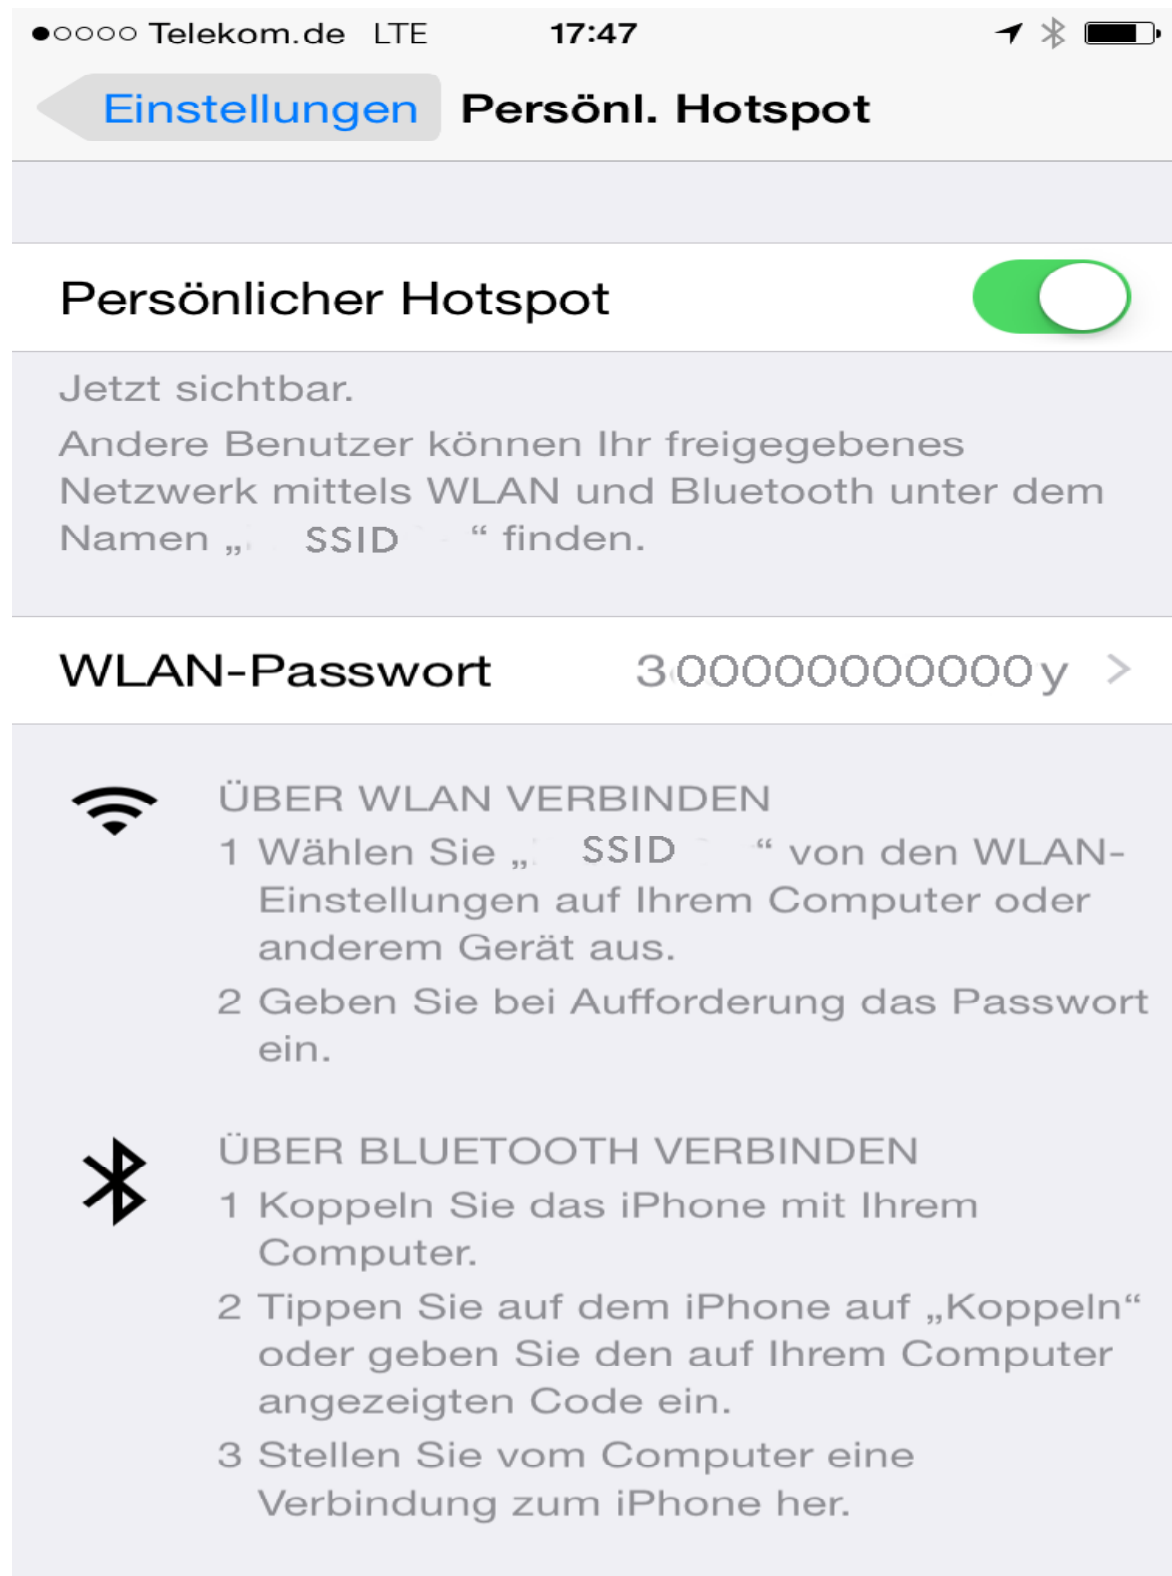 Telekom.de LTE 17:47
Einstellungen Persönl. Hotspot
Persönlicher Hotspot
Jetzt sichtbar.
Andere Benutzer können Ihr freigegebenes
Netzwerk mittels WLAN und Bluetooth unter dem
Namen „ SSID “ finden.
WLAN-Passwort 300000000000y
ÜBER WLAN VERBINDEN
1 Wählen Sie „ SSID “ von den WLAN-
Einstellungen auf Ihrem Computer oder
anderem Gerät aus.
2 Geben Sie bei Aufforderung das Passwort
ein.
ÜBER BLUETOOTH VERBINDEN
1 Koppeln Sie das iPhone mit Ihrem
Computer.
2 Tippen Sie auf dem iPhone auf „Koppeln“
oder geben Sie den auf Ihrem Computer
angezeigten Code ein.
3 Stellen Sie vom Computer eine
Verbindung zum iPhone her.